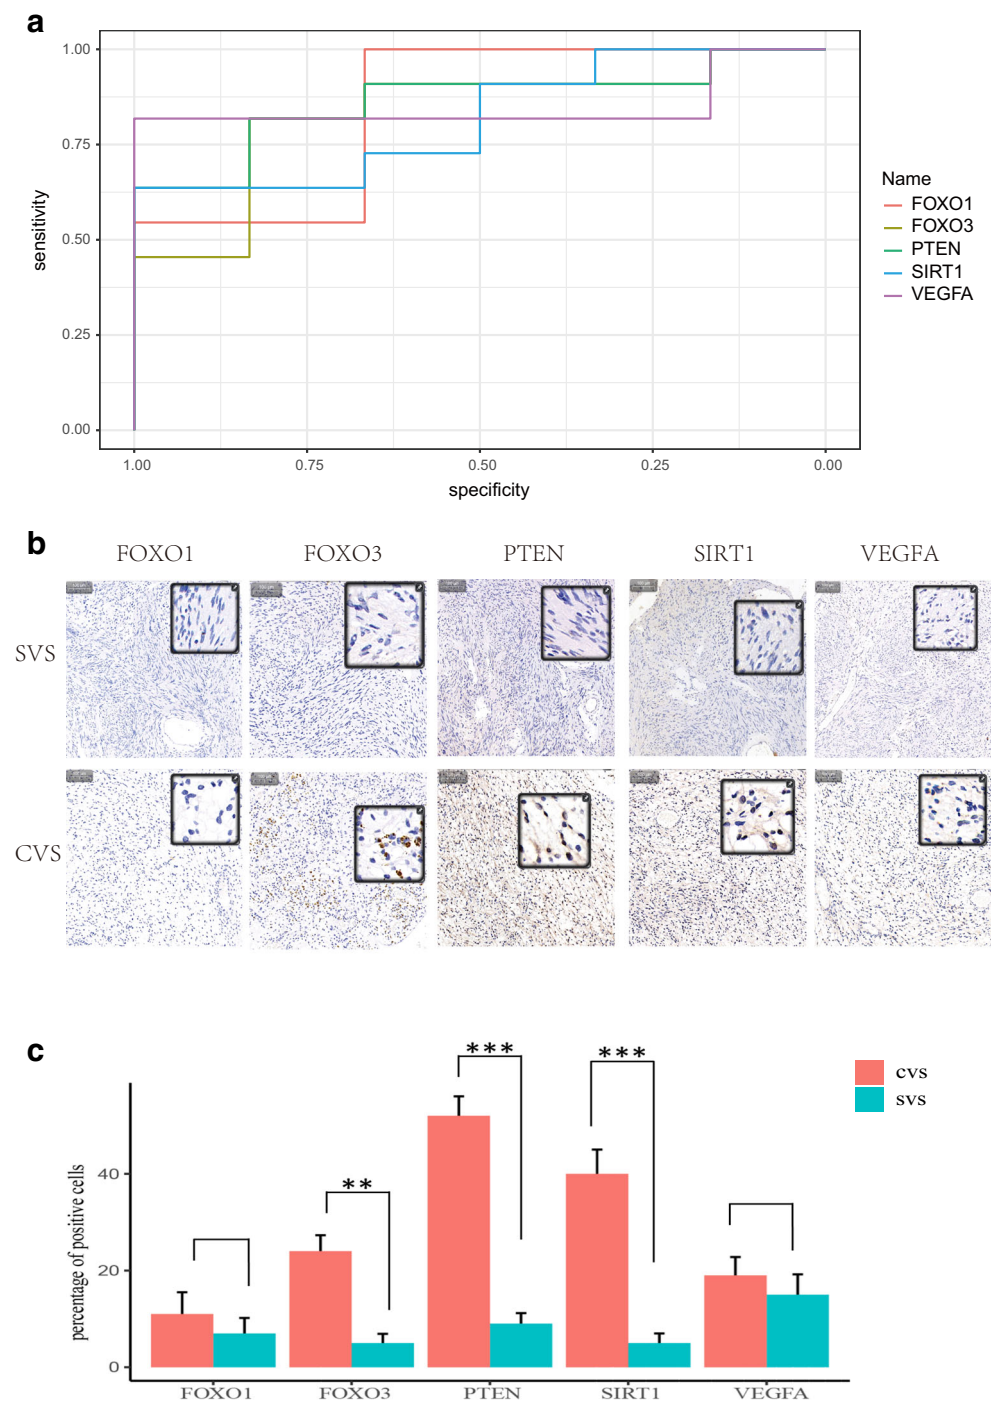 a
1.00
0.75
0.50
0.25
0.00
sensitivity
1.00 0.75 0.50 0.25 0.00
specificity
Name
FOXO1
FOXO3
PTEN
SIRT1
VEGFA
b
FOXO1 FOXO3 PTEN SIRT1 VEGFA
SVS
CVS
c
*** ***
cvs
svs
**
percentage of positive cells
40
20
0
FOXO1 FOXO3 PTEN SIRT1 VEGFA